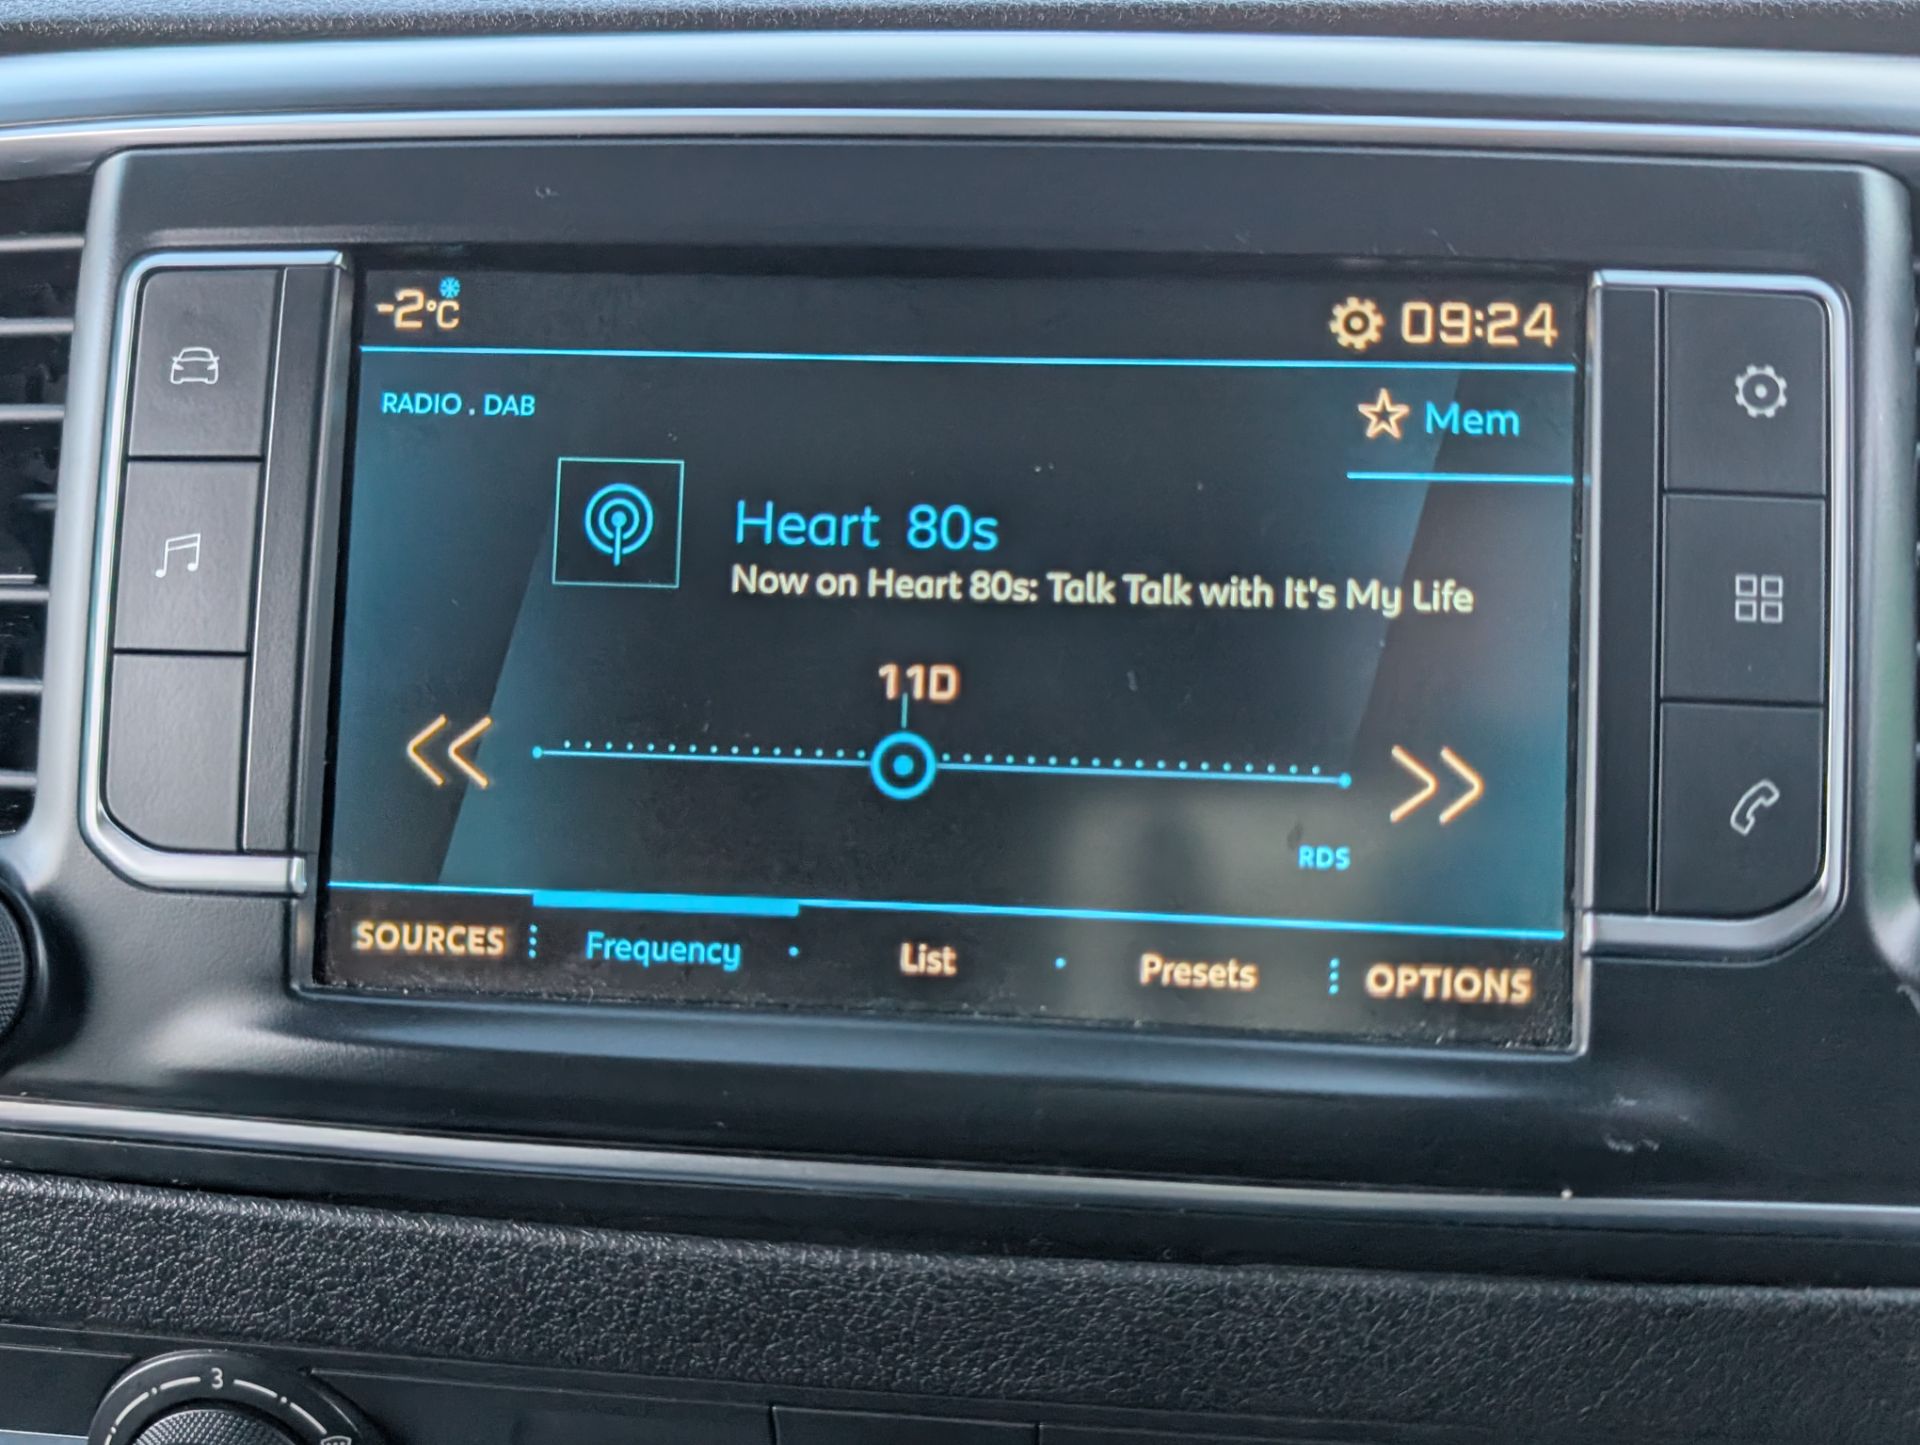 -2°C
09:24
RADIO . DAB
Mem
Heart 80s
Now on Heart 80s: Talk Talk with It's My Life
11D
RDS
SOURCES
Frequency
List
Presets
OPTIONS
3